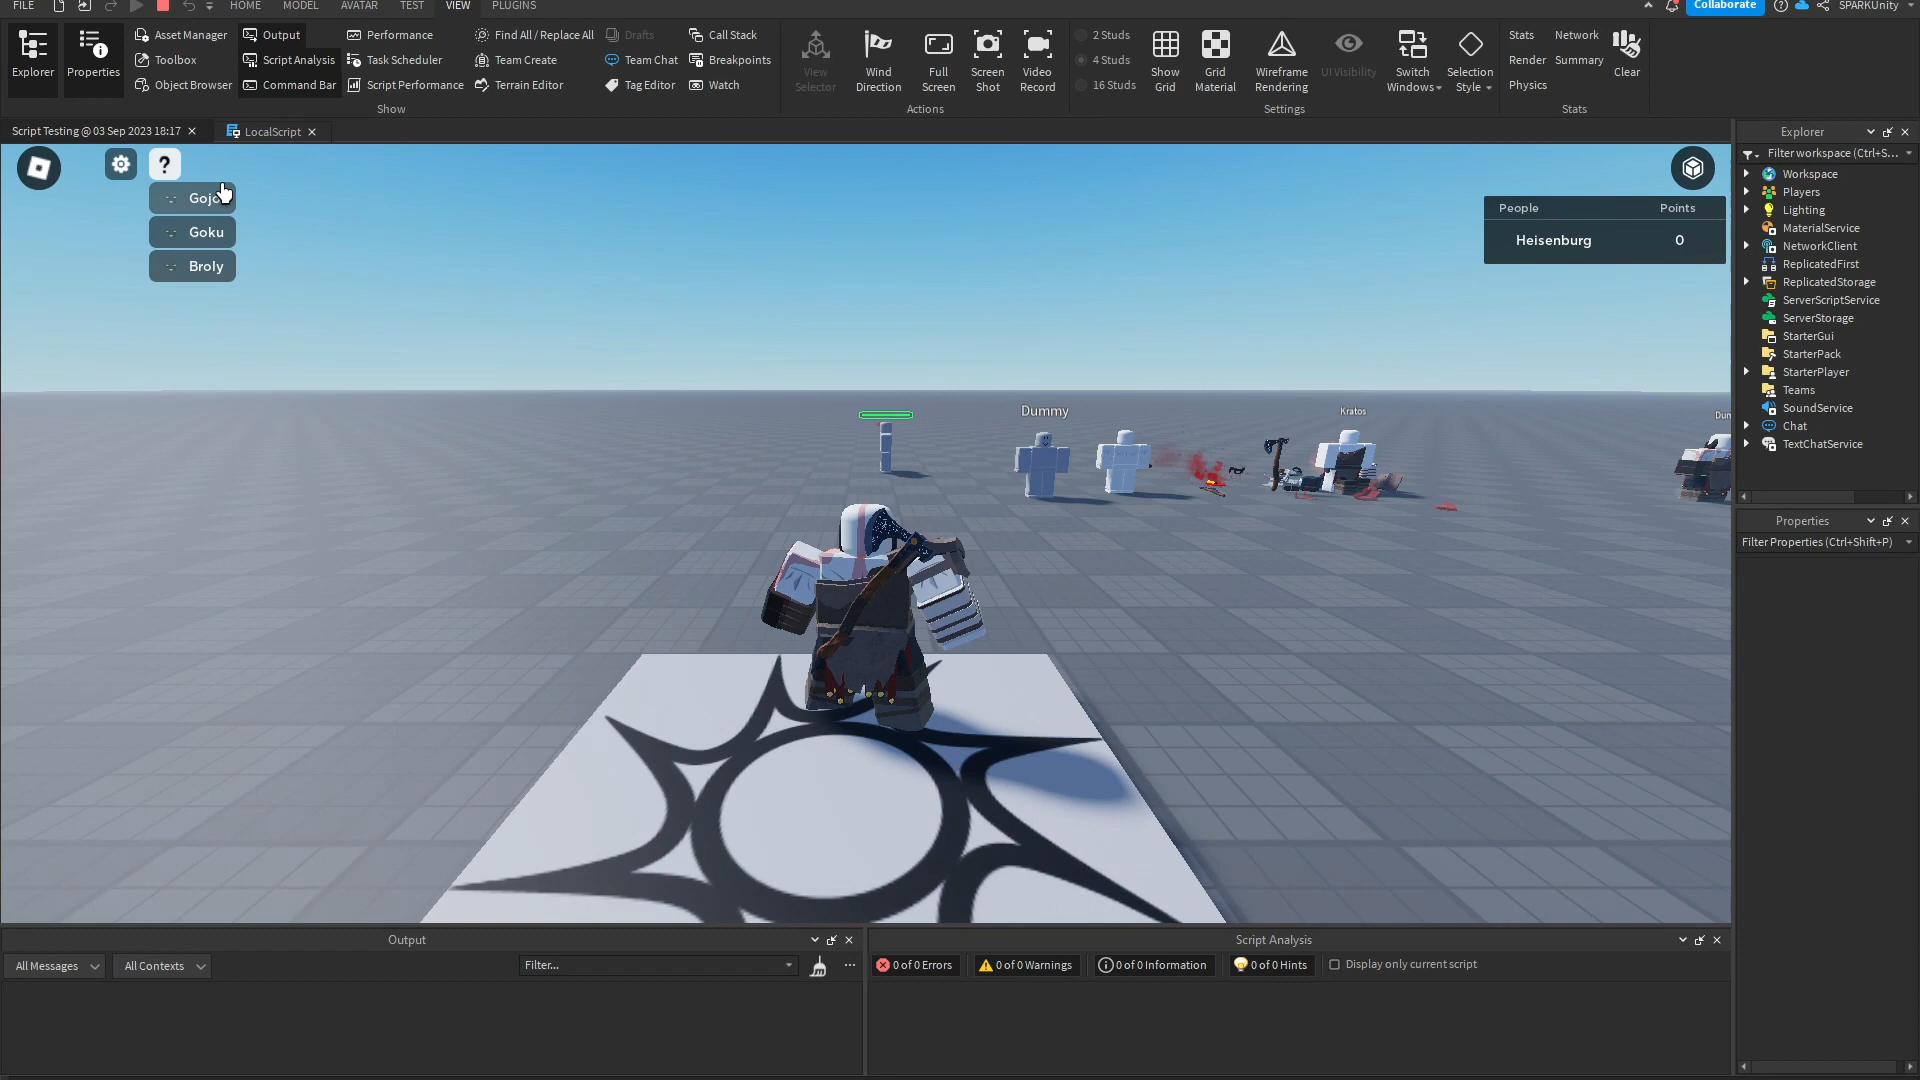 FILE
HOME MODEL AVATAR TEST VIEW PLUGINS
Collaborate
SPARKUnity
Explorer
Properties
Asset Manager
Toolbox
Object Browser
Output
Script Analysis
Command Bar
Performance
Task Scheduler
Script Performance
Find All / Replace All
Team Create
Terrain Editor
Drafts
Team Chat
Tag Editor
Call Stack
Breakpoints
Watch
Show
View
Selector
Wind
Direction
Full
Screen
Screen
Shot
Video
Record
Actions
2 Studs
4 Studs
16 Studs
Show
Grid
Grid
Material
Wireframe
Rendering
UI Visibility
Switch
Windows
Selection
Style
Settings
Stats
Render
Physics
Network
Summary
Clear
Stats
Script Testing @ 03 Sep 2023 18:17
LocalScript
?
Goku
Broly
People Points
Heisenburg 0
Dummy
Kratos
Explorer
Filter workspace (Ctrl+S...
Workspace
Players
Lighting
MaterialService
NetworkClient
ReplicatedFirst
ReplicatedStorage
ServerScriptService
ServerStorage
StarterGui
StarterPack
StarterPlayer
Teams
SoundService
Chat
TextChatService
Properties
Filter Properties (Ctrl+Shift+P)
Output
All Messages
All Contexts
Filter...
Script Analysis
0 of 0 Errors
0 of 0 Warnings
0 of 0 Information
0 of 0 Hints
Display only current script